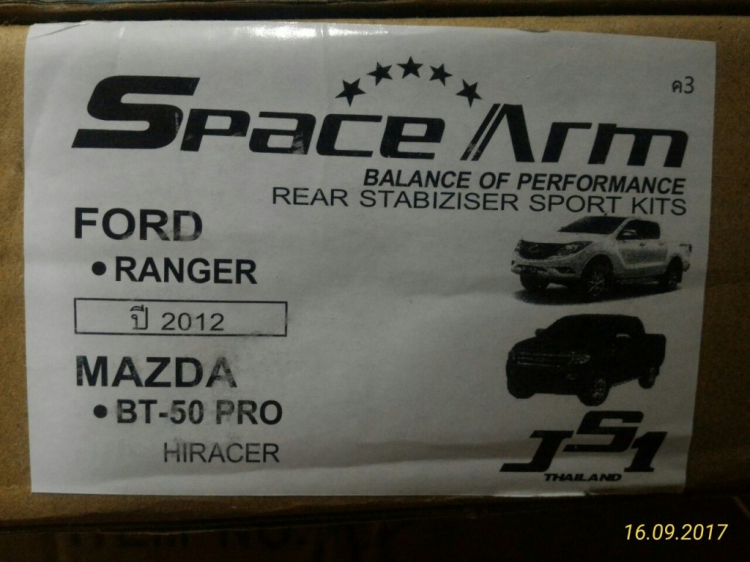 ค3
SPACE ARM
BALANCE OF PERFORMANCE
REAR STABIZISER SPORT KITS
FORD
• RANGER
ปี 2012
MAZDA
• BT-50 PRO
HIRACER
JS1
THAILAND
16.09.2017